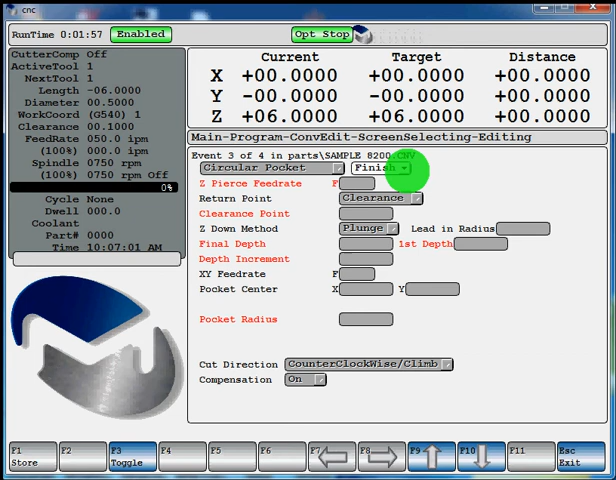 cnc
RunTime 0:01:57 Enabled Opt Stop
CutterComp Off
ActiveTool 1
NextTool 1
Length -06.0000
Diameter 00.5000
WorkCoord (G540) 1
Clearance 00.1000
FeedRate 050.0 ipm
(100%) 000.0 ipm
Spindle 0750 rpm
(100%) 0750 rpm Off
0%
Cycle None
Dwell 000.0
Coolant
Part# 0000
Time 10:07:01 AM
Current Target Distance
X +00.0000 +00.0000 +00.0000
Y -00.0000 -00.0000 +00.0000
Z +06.0000 +06.0000 +00.0000
Main-Program-ConvEdit-ScreenSelecting-Editing
Event 3 of 4 in parts\SAMPLE 8200.CNV
Circular Pocket Finish
Z Pierce Feedrate F
Return Point Clearance
Clearance Point
Z Down Method Plunge Lead in Radius
Final Depth 1st Depth
Depth Increment
XY Feedrate F
Pocket Center X Y
Pocket Radius
Cut Direction CounterClockWise/Climb
Compensation On
F1 Store F2 F3 Toggle F4 F5 F6 F7 F8 F9 F10 F11 Esc Exit